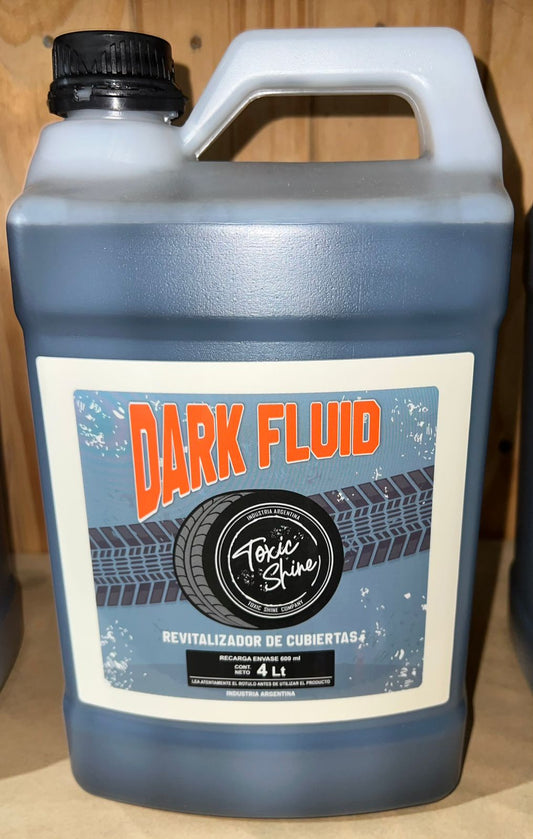 DARK FLUID
INDUSTRIA ARGENTINA
Toxic
Shine
TOXIC SHINE COMPANY
REVITALIZADOR DE CUBIERTAS
RECARGA ENVASE 600 ml
CONT. NETO 4 Lt
LEA ATENTAMENTE EL ROTULO ANTES DE UTILIZAR EL PRODUCTO
INDUSTRIA ARGENTINA